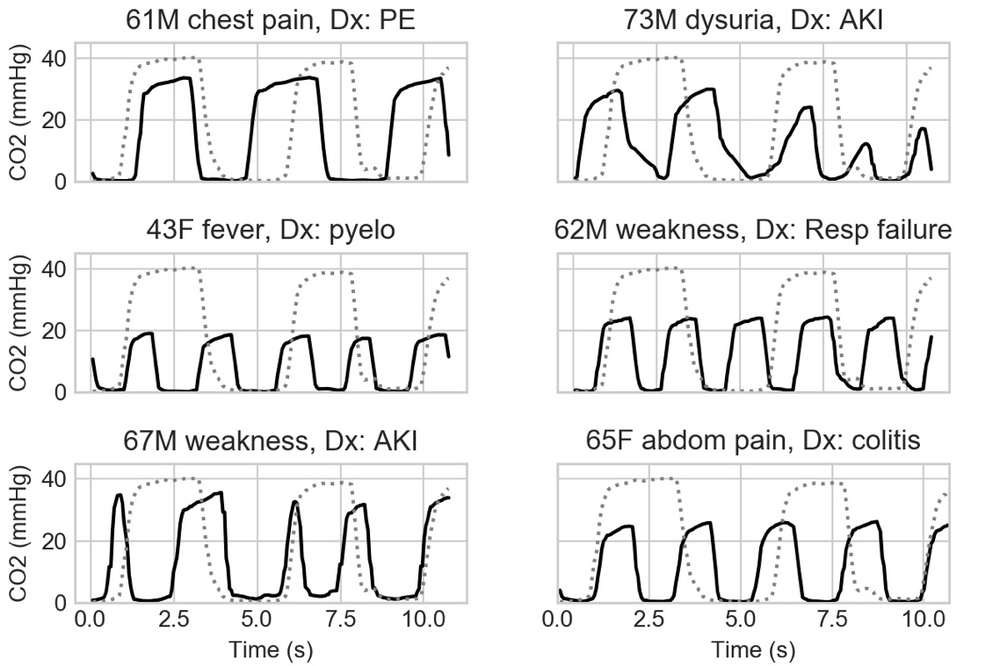 61M chest pain, Dx: PE
73M dysuria, Dx: AKI
CO2 (mmHg)
40
20
0
43F fever, Dx: pyelo
62M weakness, Dx: Resp failure
CO2 (mmHg)
40
20
0
67M weakness, Dx: AKI
65F abdom pain, Dx: colitis
CO2 (mmHg)
40
20
0
0.0 2.5 5.0 7.5 10.0
0.0 2.5 5.0 7.5 10.0
Time (s)
Time (s)